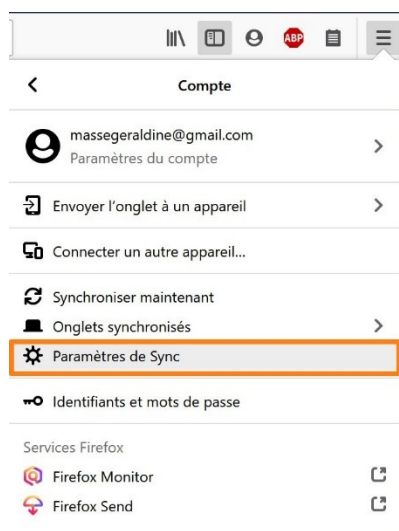 ABP
Compte
massegeraldine@gmail.com
Paramètres du compte
Envoyer l’onglet à un appareil
Connecter un autre appareil...
Synchroniser maintenant
Onglets synchronisés
Paramètres de Sync
Identifiants et mots de passe
Services Firefox
Firefox Monitor
Firefox Send